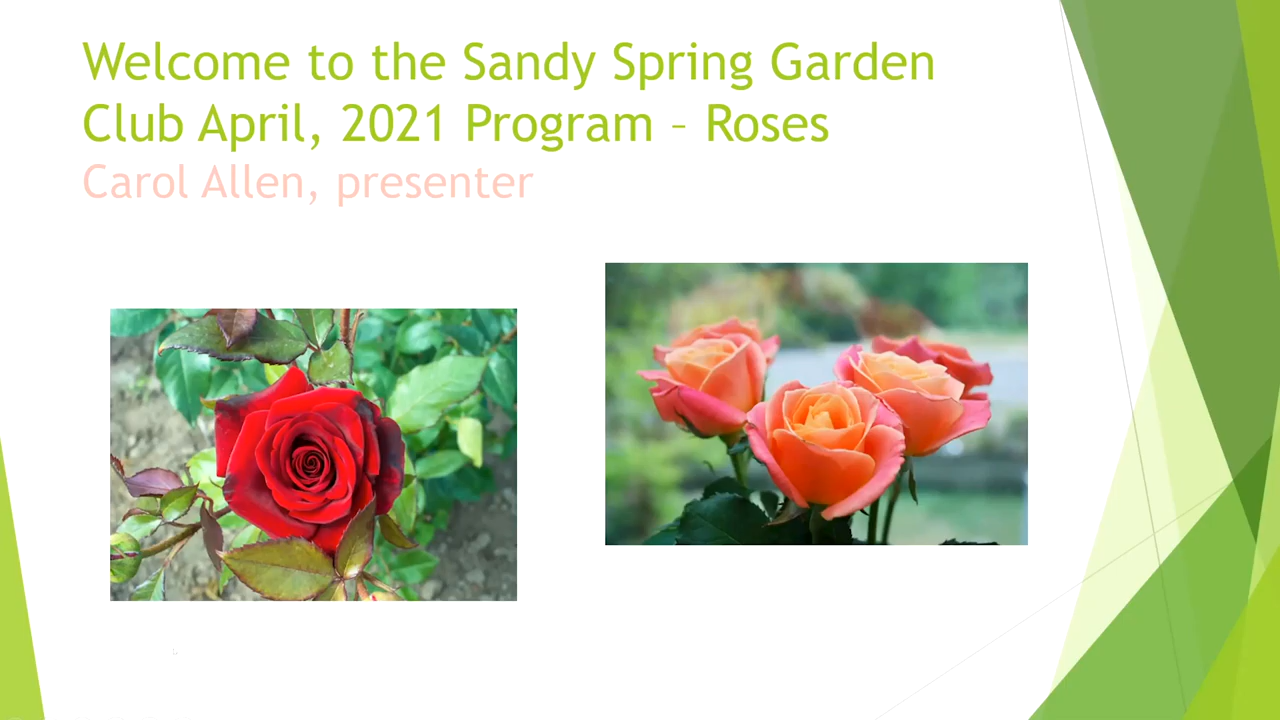 Welcome to the Sandy Spring Garden
Club April, 2021 Program – Roses
Carol Allen, presenter